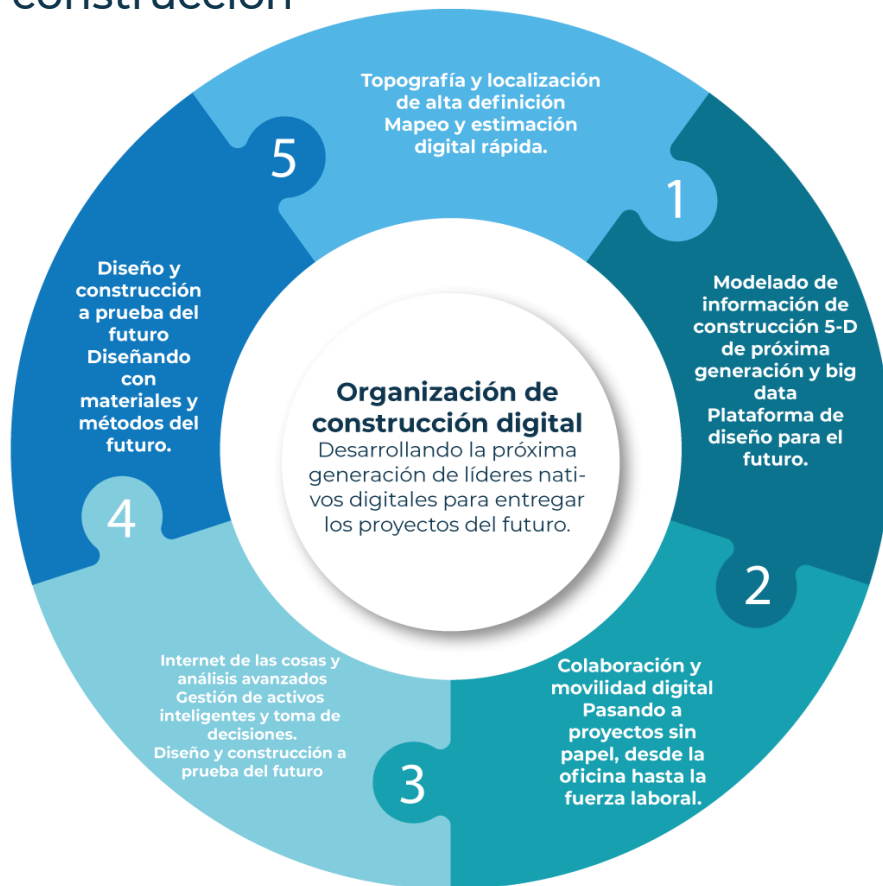 construcción
Topografía y localización
de alta definición
Mapeo y estimación
digital rápida.
1
Modelado de
información de
construcción 5-D
de próxima
generación y big
data
Plataforma de
diseño para el
futuro.
2
Colaboración y
movilidad digital
Pasando a
proyectos sin
papel, desde la
oficina hasta la
fuerza laboral.
3
Internet de las cosas y
análisis avanzados
Gestión de activos
inteligentes y toma de
decisiones.
Diseño y construcción a
prueba del futuro
4
Diseño y
construcción
a prueba del
futuro
Diseñando
con
materiales y
métodos del
futuro.
5
Organización de
construcción digital
Desarrollando la próxima
generación de líderes nati-
vos digitales para entregar
los proyectos del futuro.